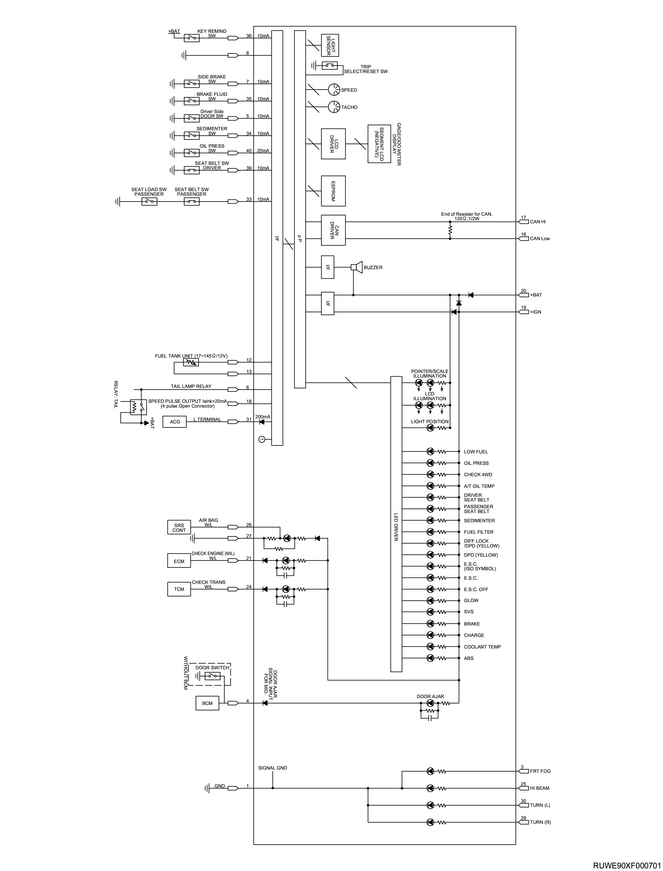 +BAT
KEY REMIND
SW
36 10mA
8
SIDE BRAKE
SW
7 10mA
BRAKE FLUID
SW
35 10mA
Driver Side
DOOR SW
5 10mA
SEDIMENTER
SW
34 10mA
OIL PRESS
SW
40 20mA
SEAT BELT SW
DRIVER
39 10mA
SEAT LOAD SW
PASSENGER
SEAT BELT SW
PASSENGER
33 10mA
I/F
LIGHT
SENSOR
TRIP
SELECT/RESET SW
SPEED
TACHO
LCD
DRIVER
SEGMENT LCD
(NEGATIVE)
GAGE/ODO METER
DISPLAY
EEPROM
CAN
DRIVER
End of Resister for CAN.
120Ω,1/2W
17
CAN Hi
16
CAN Low
I/F
BUZZER
I/F
20
+BAT
19
+IGN
FUEL TANK UNIT (17~145Ω/12V)
12
13
TAIL LAMP RELAY
6
SPEED PULSE OUTPUT Isink=20mA
(4 pulse Open Connector)
18
RELAY: TAIL
+BAT
ACG
L TERMINAL
31
200mA
POINTER/SCALE
ILLUMINATION
LCD
ILLUMINATION
LIGHT POSITION
LED DRIVER
LOW FUEL
OIL PRESS
CHECK 4WD
A/T OIL TEMP
DRIVER
SEAT BELT
PASSENGER
SEAT BELT
SEDIMENTER
FUEL FILTER
DIFF LOCK
/DPD (YELLOW)
DPD (YELLOW)
E.S.C.
(ISO SYMBOL)
E.S.C.
E.S.C. OFF
GLOW
SVS
BRAKE
CHARGE
COOLANT TEMP
ABS
SRS
CONT
AIR BAG
W/L
26
27
ECM
CHECK ENGINE (MIL)
W/L
21
TCM
CHECK TRANS
W/L
24
WITHOUT BCM
DOOR SWITCH
BCM
4
DOOR AJAR
SIGNAL INPUT
FOR MID.
DOOR AJAR
SIGNAL GND
GND
1
3
FRT FOG
25
HI BEAM
30
TURN (L)
29
TURN (R)
RUWE90XF000701